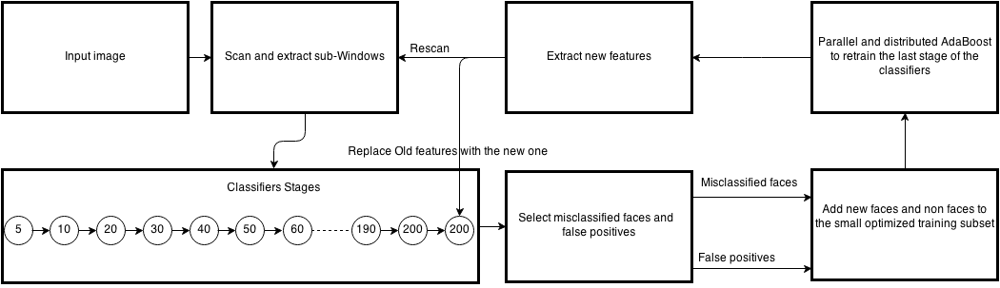 Input image
Scan and extract sub-Windows
Rescan
Extract new features
Parallel and distributed AdaBoost
to retrain the last stage of the
classifiers
Replace Old features with the new one
Classifiers Stages
5
10
20
30
40
50
60
190
200
200
Select misclassified faces and
false positives
Misclassified faces
False positives
Add new faces and non faces to
the small optimized training subset